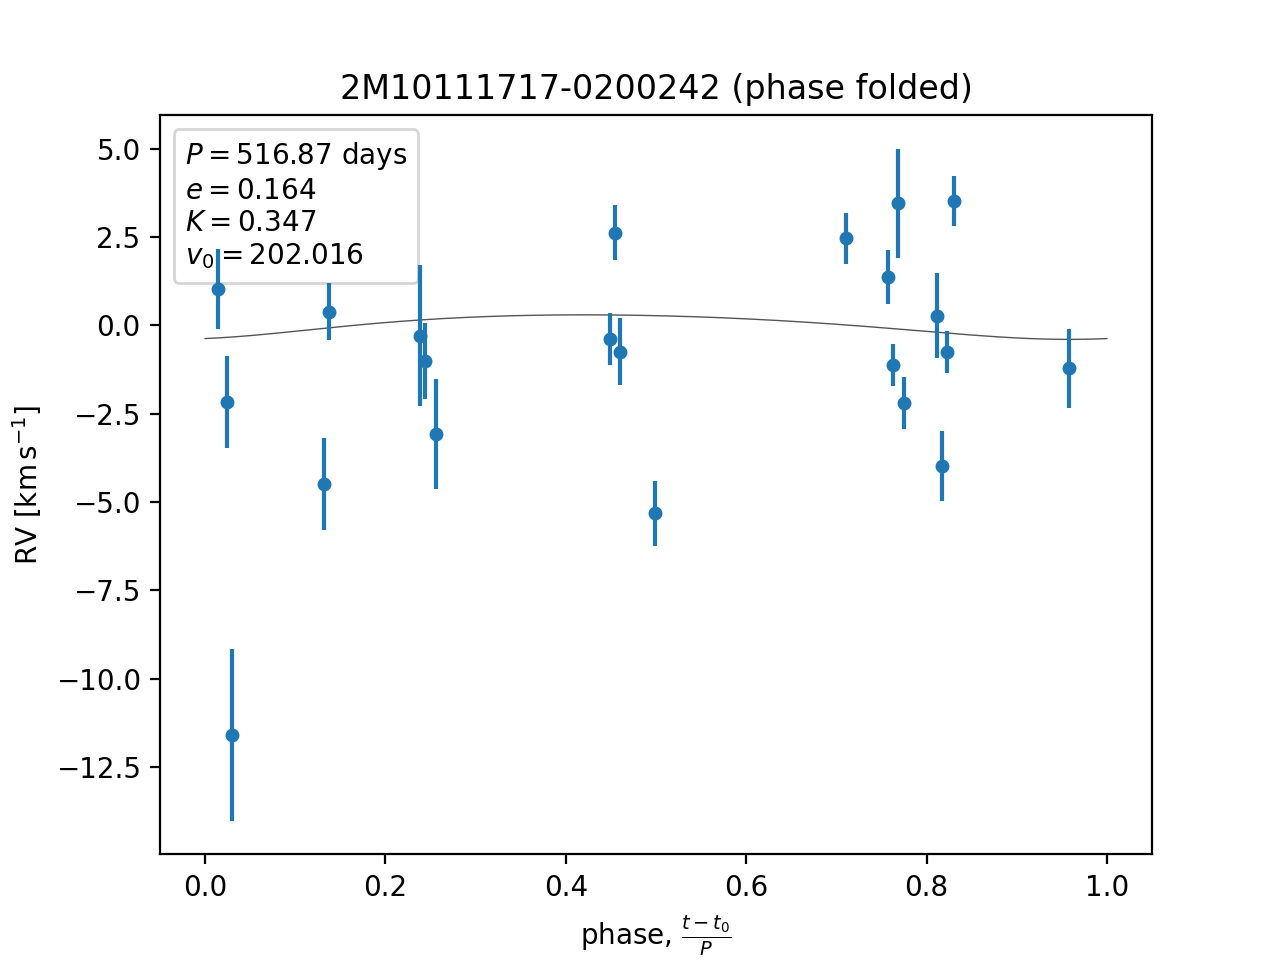 2M10111717-0200242 (phase folded)
P = 516.87 days
e = 0.164
K = 0.347
v₀ = 202.016
5.0
2.5
0.0
−2.5
−5.0
−7.5
−10.0
−12.5
RV [km s⁻¹]
0.0 0.2 0.4 0.6 0.8 1.0
phase, (t − t₀)/P